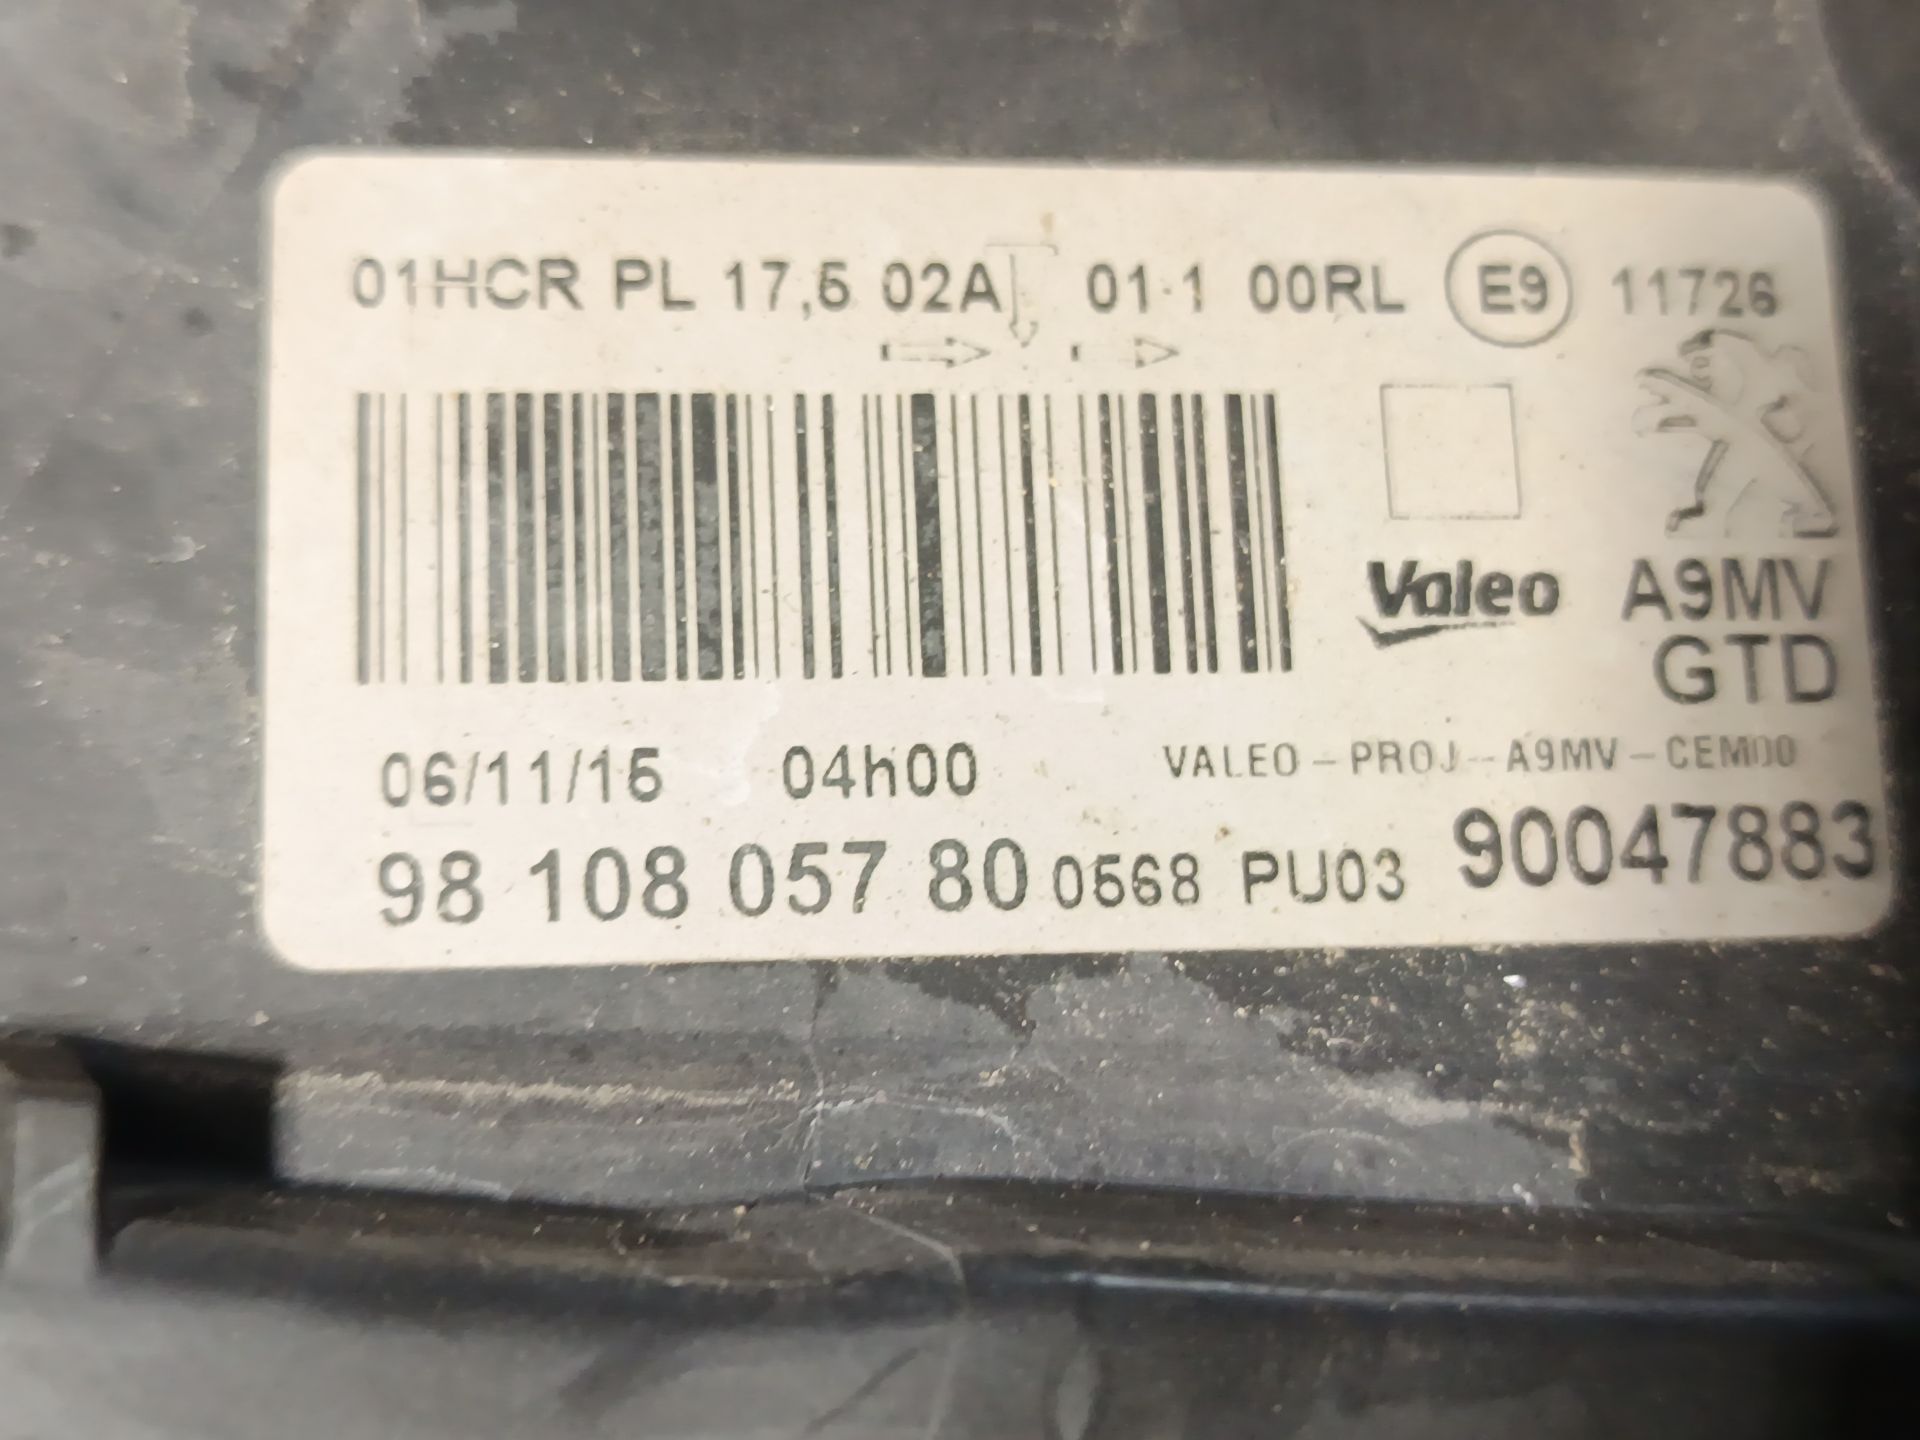 01HCR PL 17,5 02A 01 1 00RL E9 11726
Valeo A9MV
GTD
06/11/15 04h00 VALEO-PROJ-A9MV-CEM00
98 108 057 80 0568 PU03 90047883